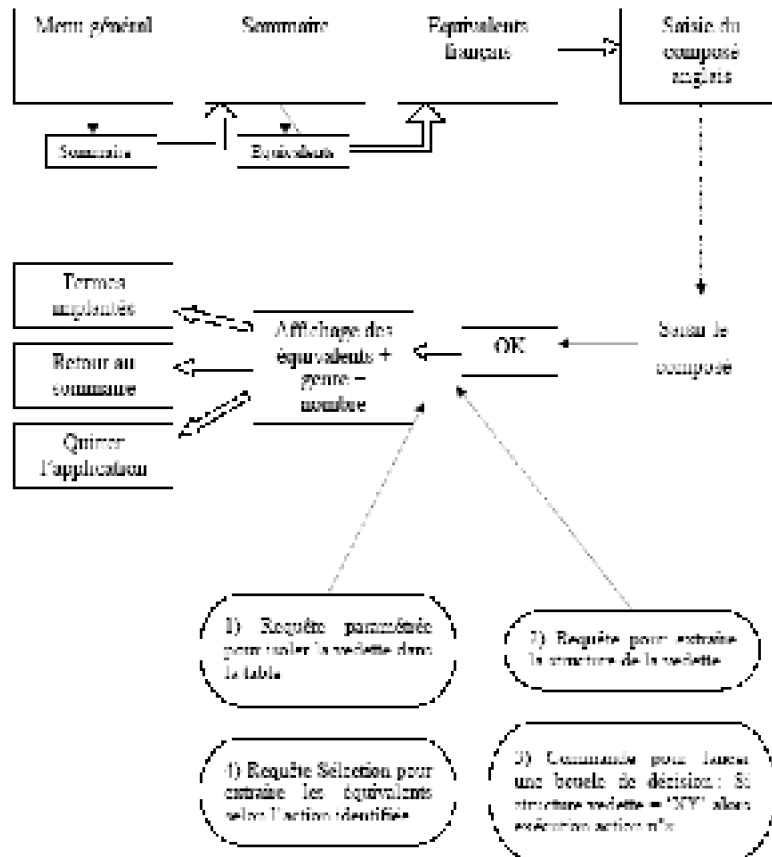 Menu général
Sommaire
Equivalents
français
Saisie du
composé
anglais
Sommaire
Equivalents
Termes
implantés
Retour au
sommaire
Quitter
l'application
Affichage des
équivalents +
genre –
nombre
OK
Saisir le
composé
1) Requête paramétrée
pour isoler la vedette dans
la table
2) Requête pour extraire
la structure de la vedette
4) Requête Sélection pour
extraire les équivalents
selon l'action identifiée
3) Commande pour lancer
une boucle de décision : Si
structure vedette = 'XY' alors
exécution action